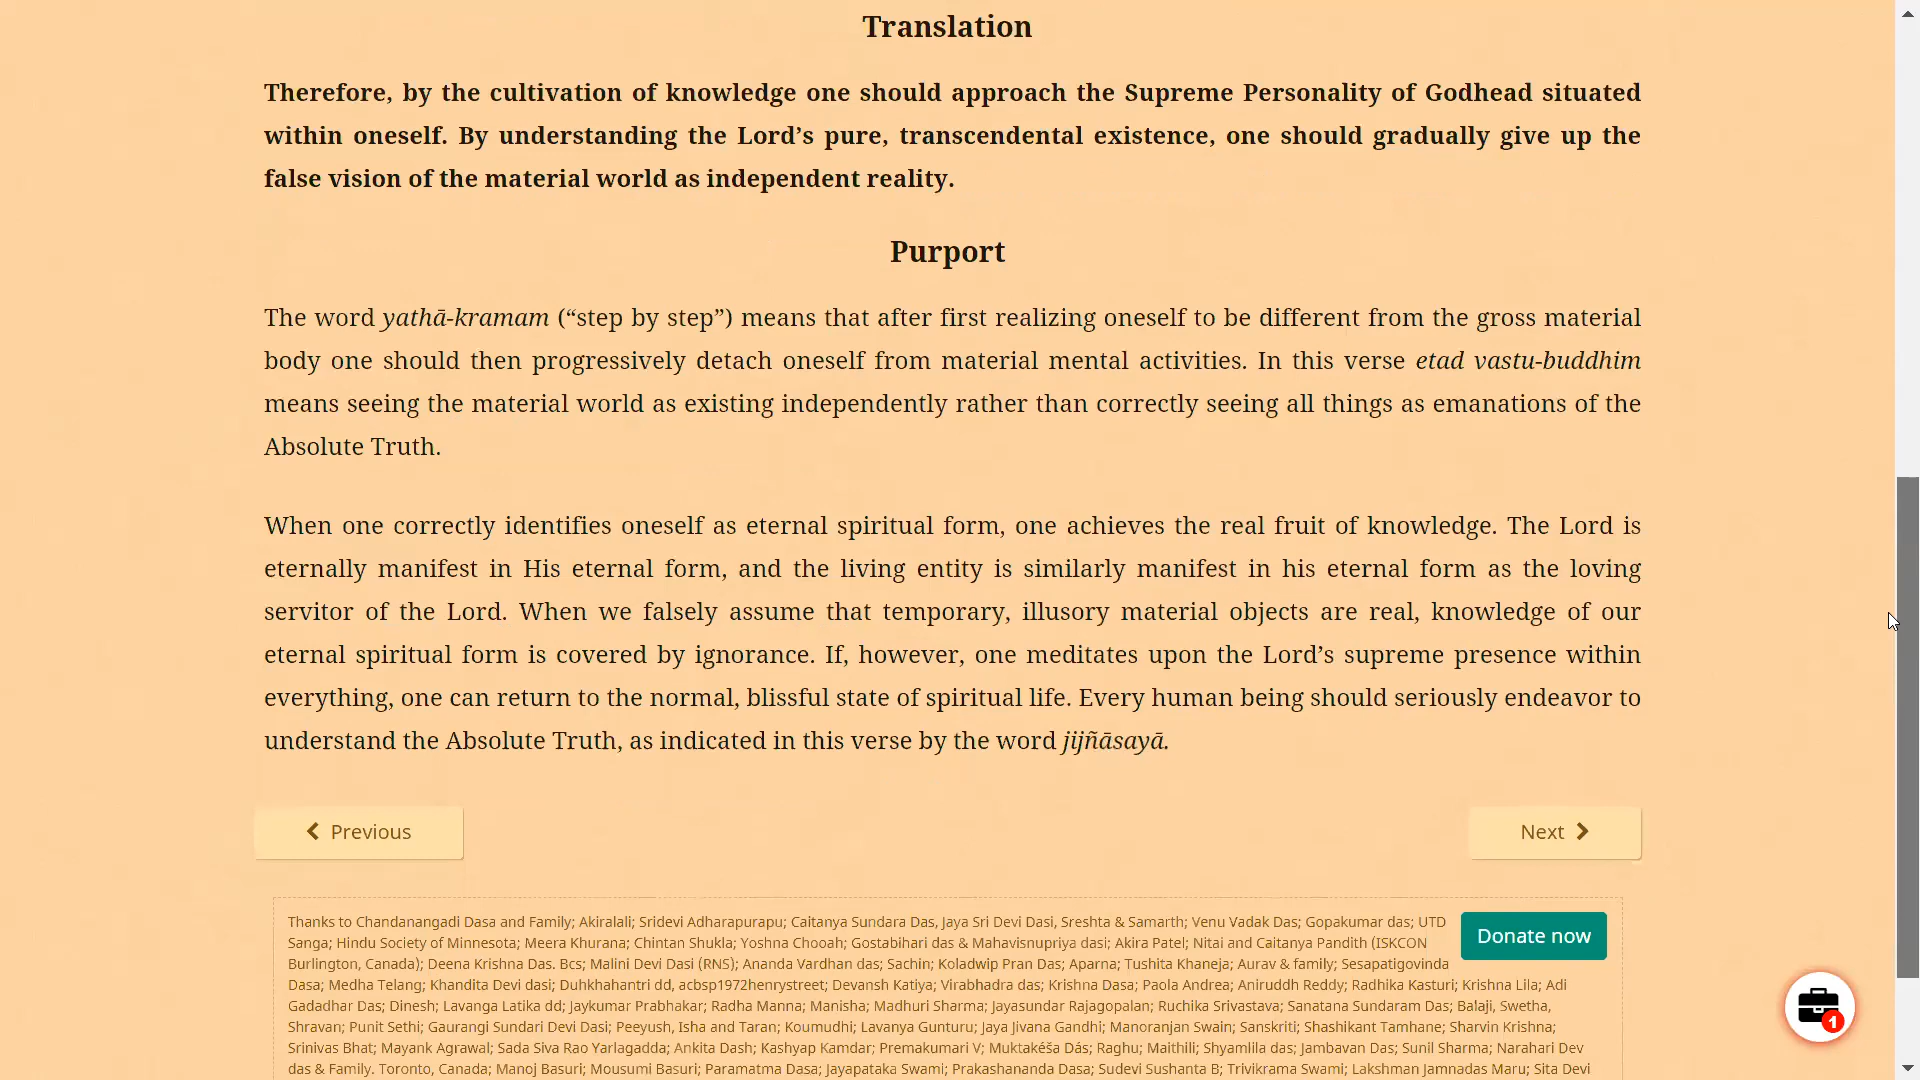 Translation
Therefore, by the cultivation of knowledge one should approach the Supreme Personality of Godhead situated
within oneself. By understanding the Lord’s pure, transcendental existence, one should gradually give up the
false vision of the material world as independent reality.
Purport
The word yathā-kramam (“step by step”) means that after first realizing oneself to be different from the gross material
body one should then progressively detach oneself from material mental activities. In this verse etad vastu-buddhim
means seeing the material world as existing independently rather than correctly seeing all things as emanations of the
Absolute Truth.
When one correctly identifies oneself as eternal spiritual form, one achieves the real fruit of knowledge. The Lord is
eternally manifest in His eternal form, and the living entity is similarly manifest in his eternal form as the loving
servitor of the Lord. When we falsely assume that temporary, illusory material objects are real, knowledge of our
eternal spiritual form is covered by ignorance. If, however, one meditates upon the Lord’s supreme presence within
everything, one can return to the normal, blissful state of spiritual life. Every human being should seriously endeavor to
understand the Absolute Truth, as indicated in this verse by the word jijñāsayā.
Previous
Next
Thanks to Chandanangadi Dasa and Family; Akiralali; Sridevi Adharapurapu; Caitanya Sundara Das, Jaya Sri Devi Dasi, Sreshta & Samarth; Venu Vadak Das; Gopakumar das; UTD
Sanga; Hindu Society of Minnesota; Meera Khurana; Chintan Shukla; Yoshna Chooah; Gostabihari das & Mahavisnupriya dasi; Akira Patel; Nitai and Caitanya Pandith (ISKCON
Burlington, Canada); Deena Krishna Das. Bcs; Malini Devi Dasi (RNS); Ananda Vardhan das; Sachin; Koladwip Pran Das; Aparna; Tushita Khaneja; Aurav & family; Sesapatigovinda
Dasa; Medha Telang; Khandita Devi dasi; Duhkhahantri dd, acbsp1972henrystreet; Devansh Katiya; Virabhadra das; Krishna Dasa; Paola Andrea; Aniruddh Reddy; Radhika Kasturi; Krishna Lila; Adi
Gadadhar Das; Dinesh; Lavanga Latika dd; Jaykumar Prabhakar; Radha Manna; Manisha; Madhuri Sharma; Jayasundar Rajagopalan; Ruchika Srivastava; Sanatana Sundaram Das; Balaji, Swetha,
Shravan; Punit Sethi; Gaurangi Sundari Devi Dasi; Peeyush, Isha and Taran; Koumudhi; Lavanya Gunturu; Jaya Jivana Gandhi; Manoranjan Swain; Sanskriti; Shashikant Tamhane; Sharvin Krishna;
Srinivas Bhat; Mayank Agrawal; Sada Siva Rao Yarlagadda; Ankita Dash; Kashyap Kamdar; Premakumari V; Muktakéša Dás; Raghu; Maithili; Shyamlila das; Jambavan Das; Sunil Sharma; Narahari Dev
das & Family. Toronto, Canada; Manoj Basuri; Mousumi Basuri; Paramatma Dasa; Jayapataka Swami; Prakashananda Dasa; Sudevi Sushanta B; Trivikrama Swami; Lakshman Jamnadas Maru; Sita Devi
Donate now
1